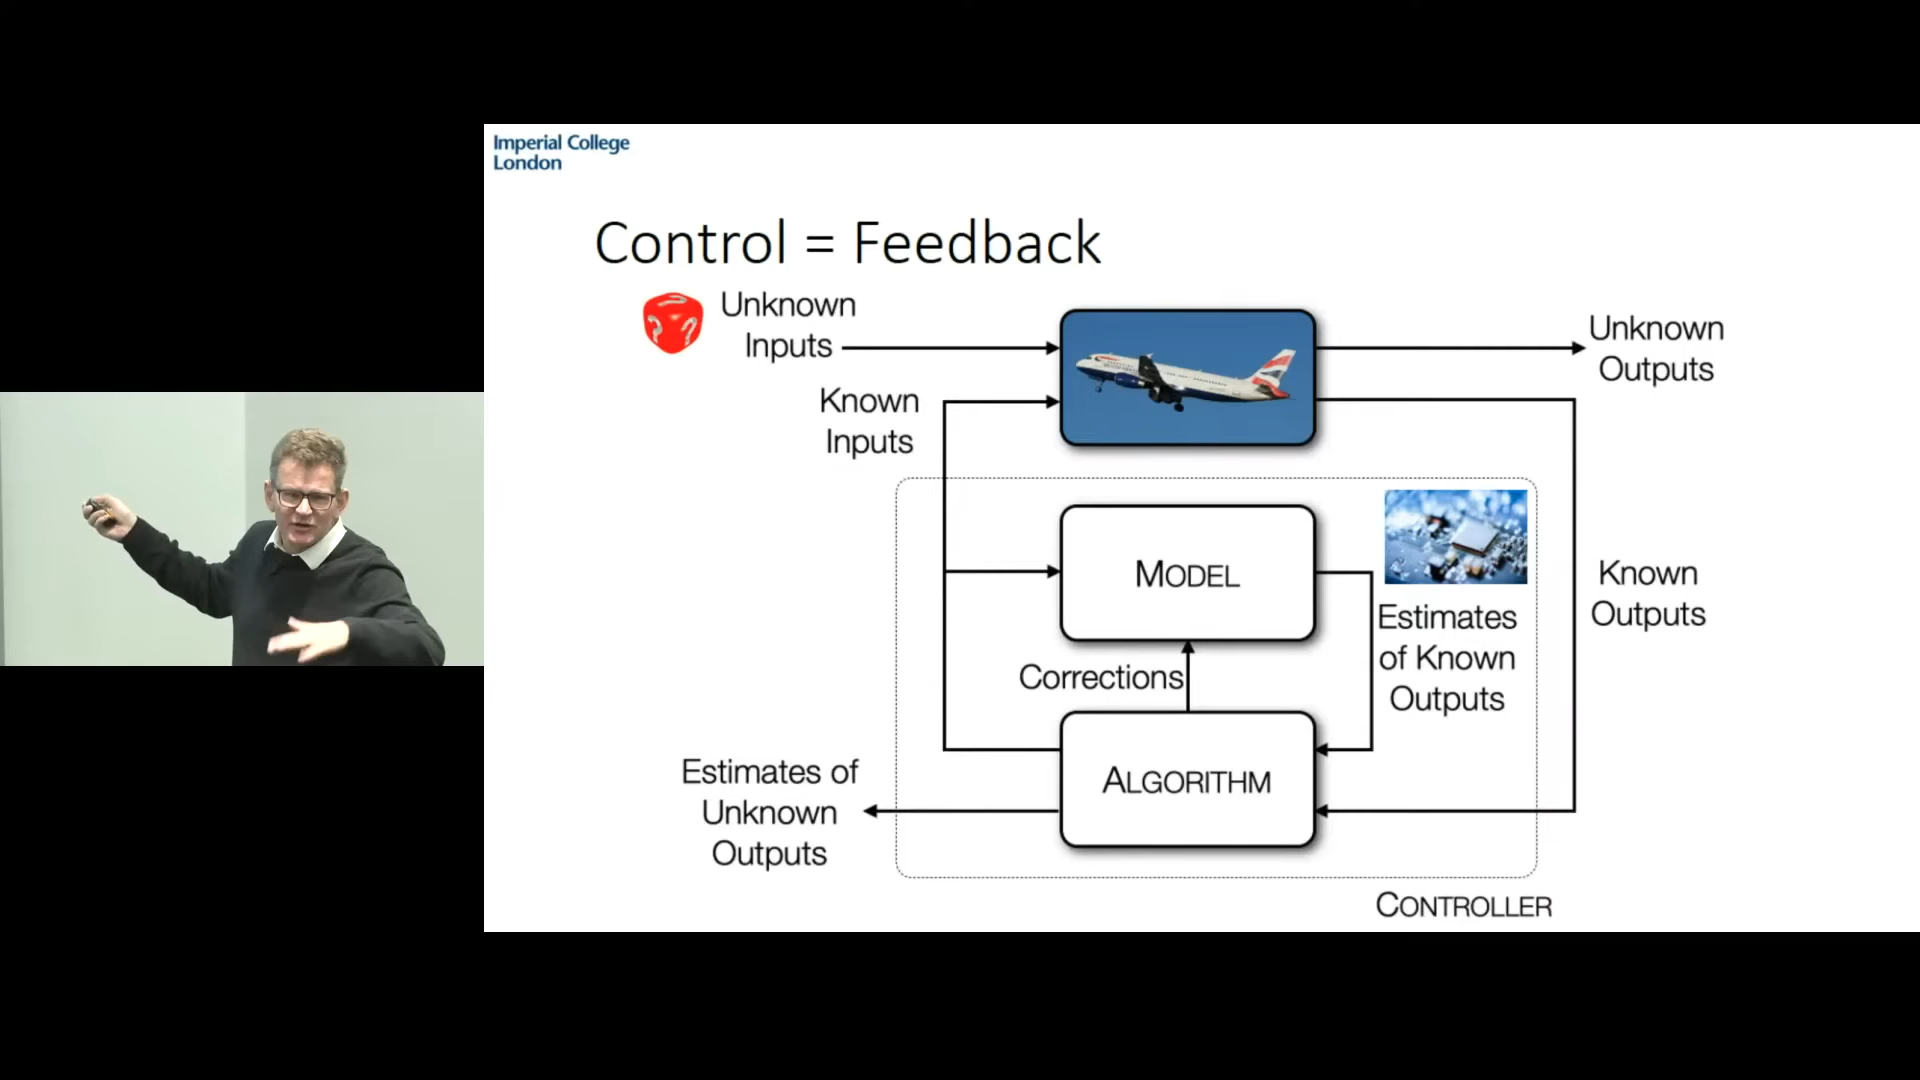 Imperial College
London
Control = Feedback
Unknown
Inputs
Unknown
Outputs
Known
Inputs
MODEL
Estimates
of Known
Outputs
Known
Outputs
Corrections
ALGORITHM
Estimates of
Unknown
Outputs
CONTROLLER